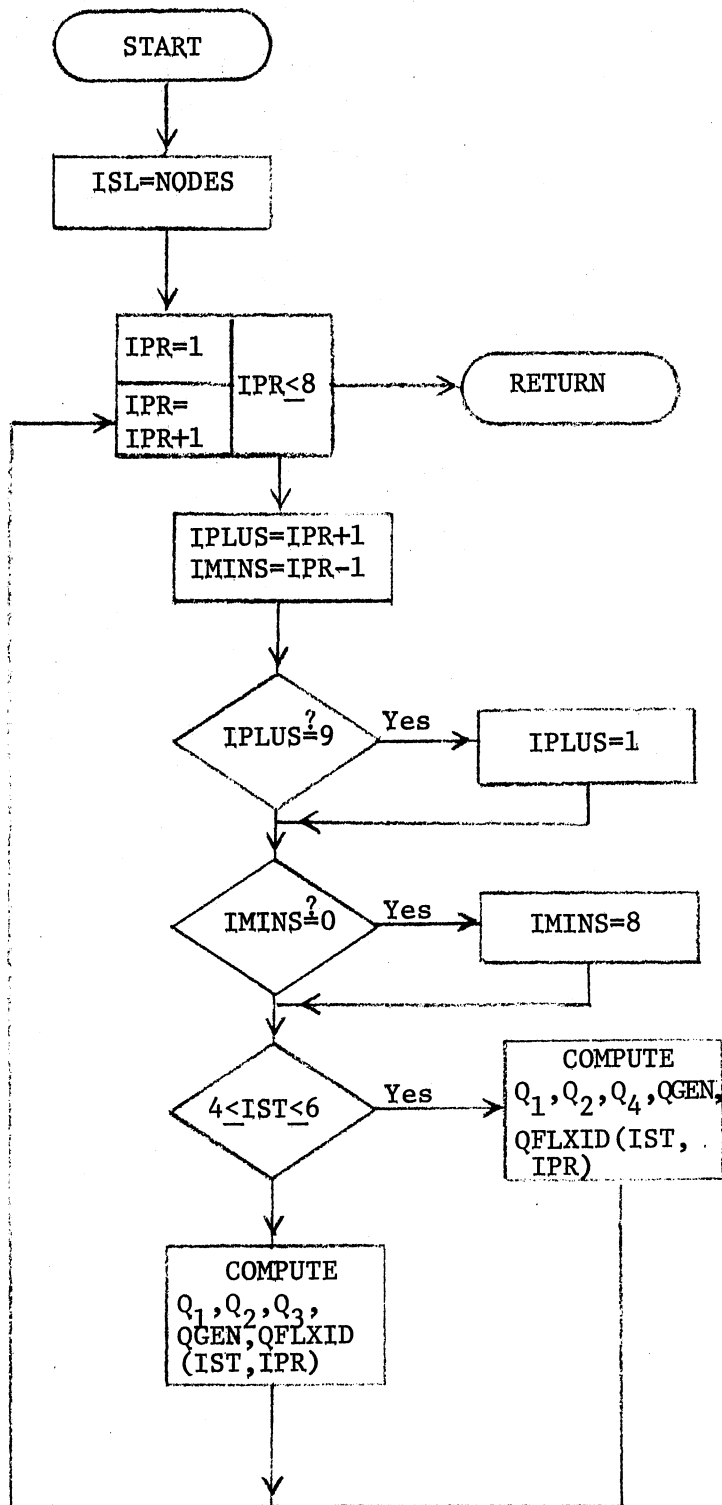 START
ISL=NODES
IPR=1
IPR=
IPR+1
IPR≤8
RETURN
IPLUS=IPR+1
IMINS=IPR-1
IPLUS≟9
Yes
IPLUS=1
IMINS≟0
Yes
IMINS=8
4≤IST≤6
Yes
COMPUTE
Q₁,Q₂,Q₄,QGEN,
QFLXID(IST,
IPR)
COMPUTE
Q₁,Q₂,Q₃,
QGEN,QFLXID
(IST,IPR)